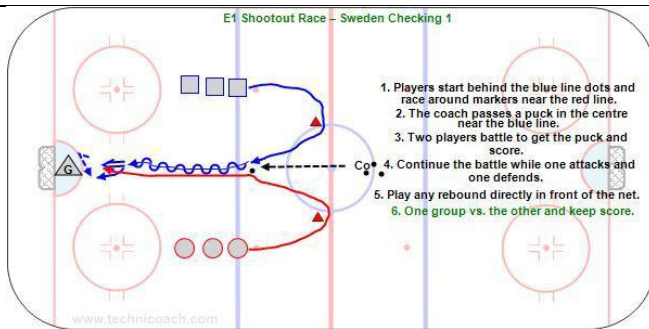 E1 Shootout Race – Sweden Checking 1
1. Players start behind the blue line dots and
race around markers near the red line.
2. The coach passes a puck in the centre
near the blue line.
3. Two players battle to get the puck and
score.
Co
4. Continue the battle while one attacks and
one defends.
G
5. Play any rebound directly in front of the net.
6. One group vs. the other and keep score.
www.technicoach.com